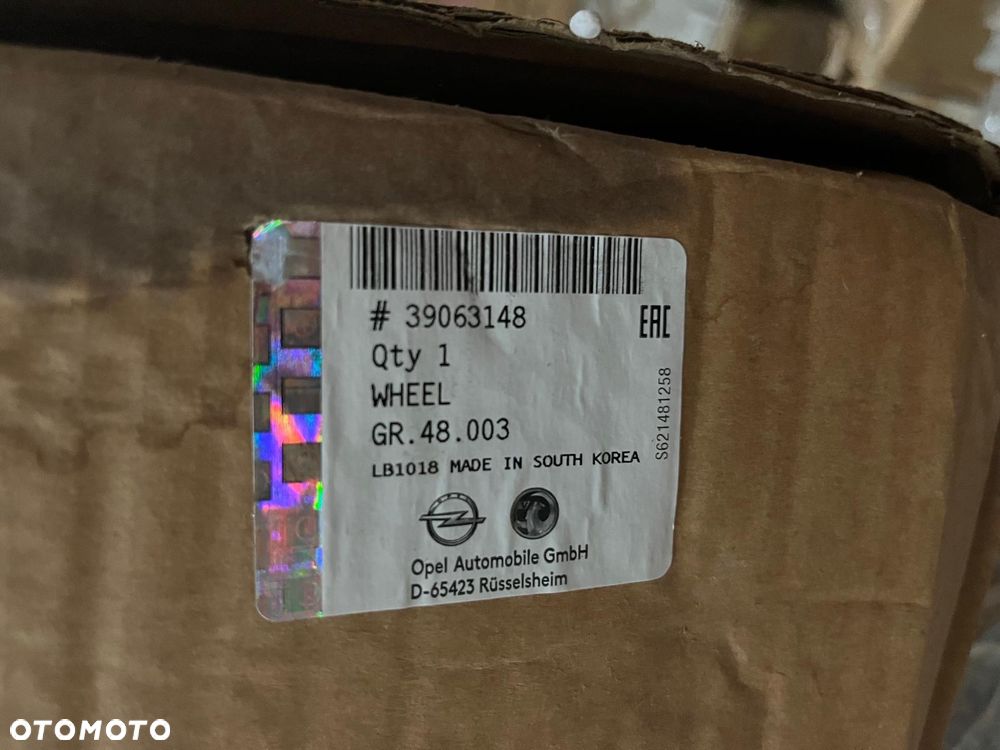 # 39063148
Qty 1
WHEEL
GR.48.003
LB1018 MADE IN SOUTH KOREA
EAC
S621481258
Opel Automobile GmbH
D-65423 Rüsselsheim
OTOMOTO